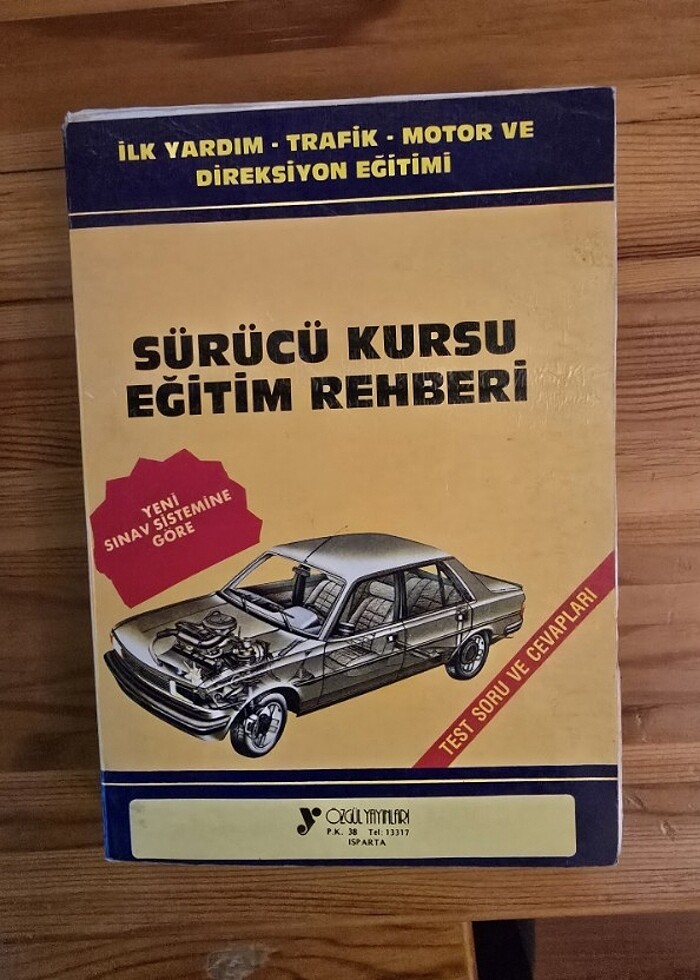 İLK YARDIM - TRAFİK - MOTOR VE
DİREKSİYON EĞİTİMİ
SÜRÜCÜ KURSU
EĞİTİM REHBERİ
YENİ
SINAV SİSTEMİNE
GÖRE
TEST SORU VE CEVAPLARI
ÖZGÜL YAYINLARI
P.K. 38 Tel: 13317
ISPARTA